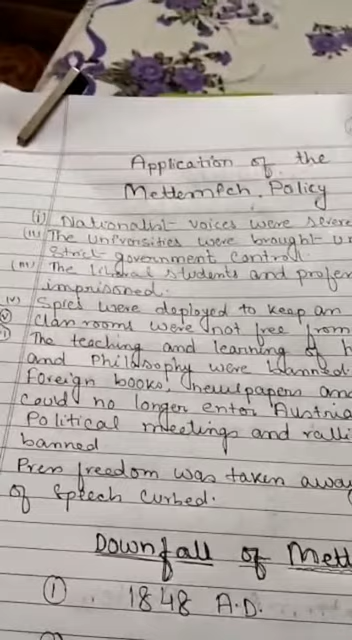 Application of the
Metternich Policy
(i) Nationalist voices were severe
(ii) The universities were brought u
strict government control.
(iii) The liberal students and profes
imprisoned.
(iv) Spies were deployed to keep an
(v) Classrooms were not free from
The teaching and learning of h
and Philosophy were banned.
Foreign books, newspapers and
could no longer enter Austria
Political meetings and ralli
banned
Press freedom was taken away
of speech curbed.
Downfall of Mett
(1) 1848 A.D.